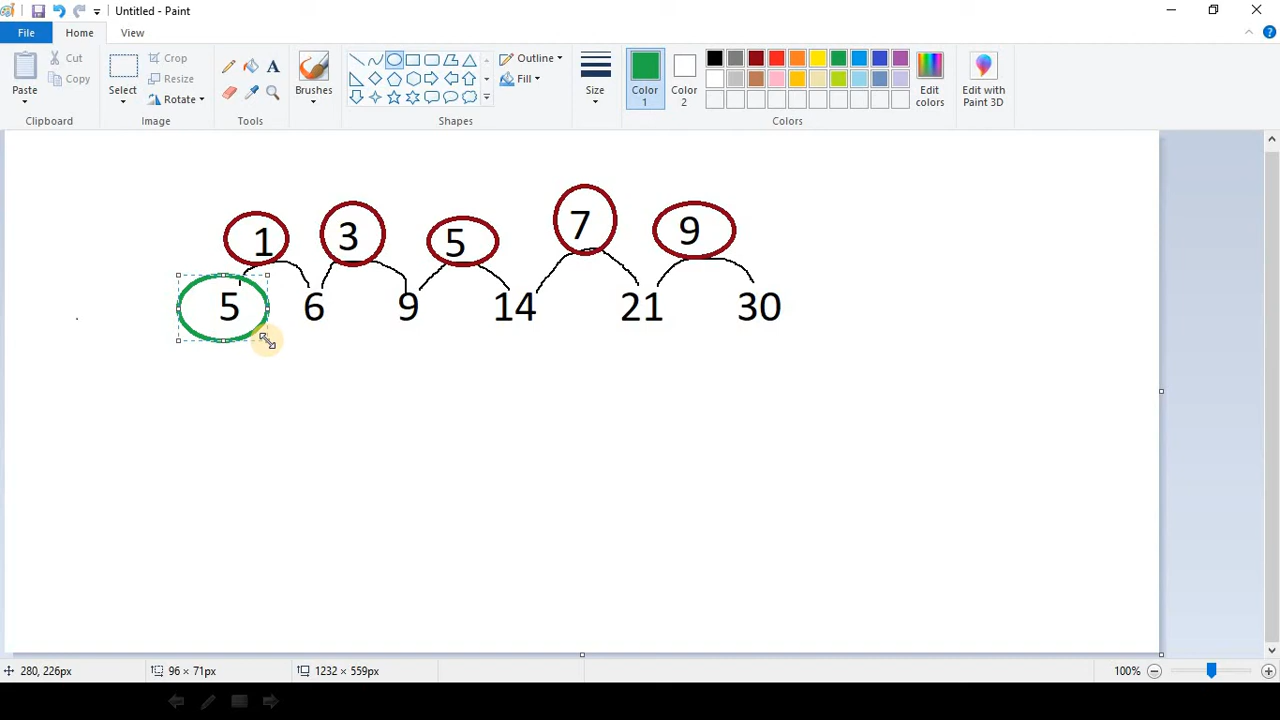 Untitled - Paint
File Home View
Paste
Cut
Copy
Clipboard
Select
Crop
Resize
Rotate
Image
A
Tools
Brushes
Outline
Fill
Shapes
Size
Color 1
Color 2
Edit colors
Colors
Edit with Paint 3D
1 3 5 7 9
5 6 9 14 21 30
280, 226px 96 × 71px 1232 × 559px 100%